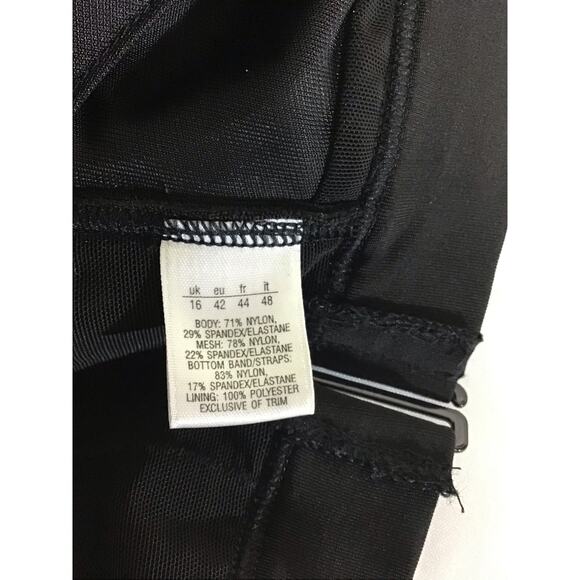 uk eu fr it
16 42 44 48
BODY: 71% NYLON,
29% SPANDEX/ELASTANE
MESH: 78% NYLON,
22% SPANDEX/ELASTANE
BOTTOM BAND/STRAPS:
83% NYLON,
17% SPANDEX/ELASTANE
LINING: 100% POLYESTER
EXCLUSIVE OF TRIM